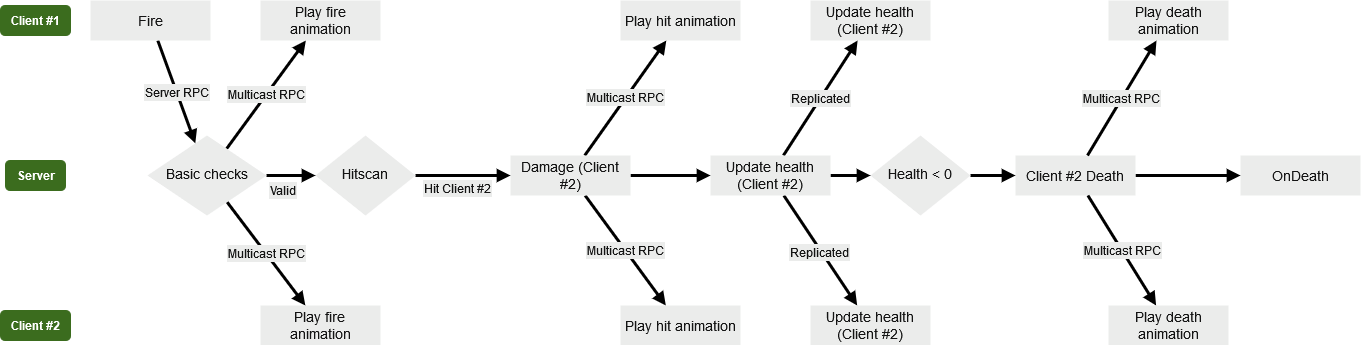 Client #1
Fire
Play fire
animation
Play hit animation
Update health
(Client #2)
Play death
animation
Server RPC
Multicast RPC
Multicast RPC
Replicated
Multicast RPC
Server
Basic checks
Valid
Hitscan
Hit Client #2
Damage (Client
#2)
Update health
(Client #2)
Health < 0
Client #2 Death
OnDeath
Multicast RPC
Multicast RPC
Replicated
Multicast RPC
Client #2
Play fire
animation
Play hit animation
Update health
(Client #2)
Play death
animation